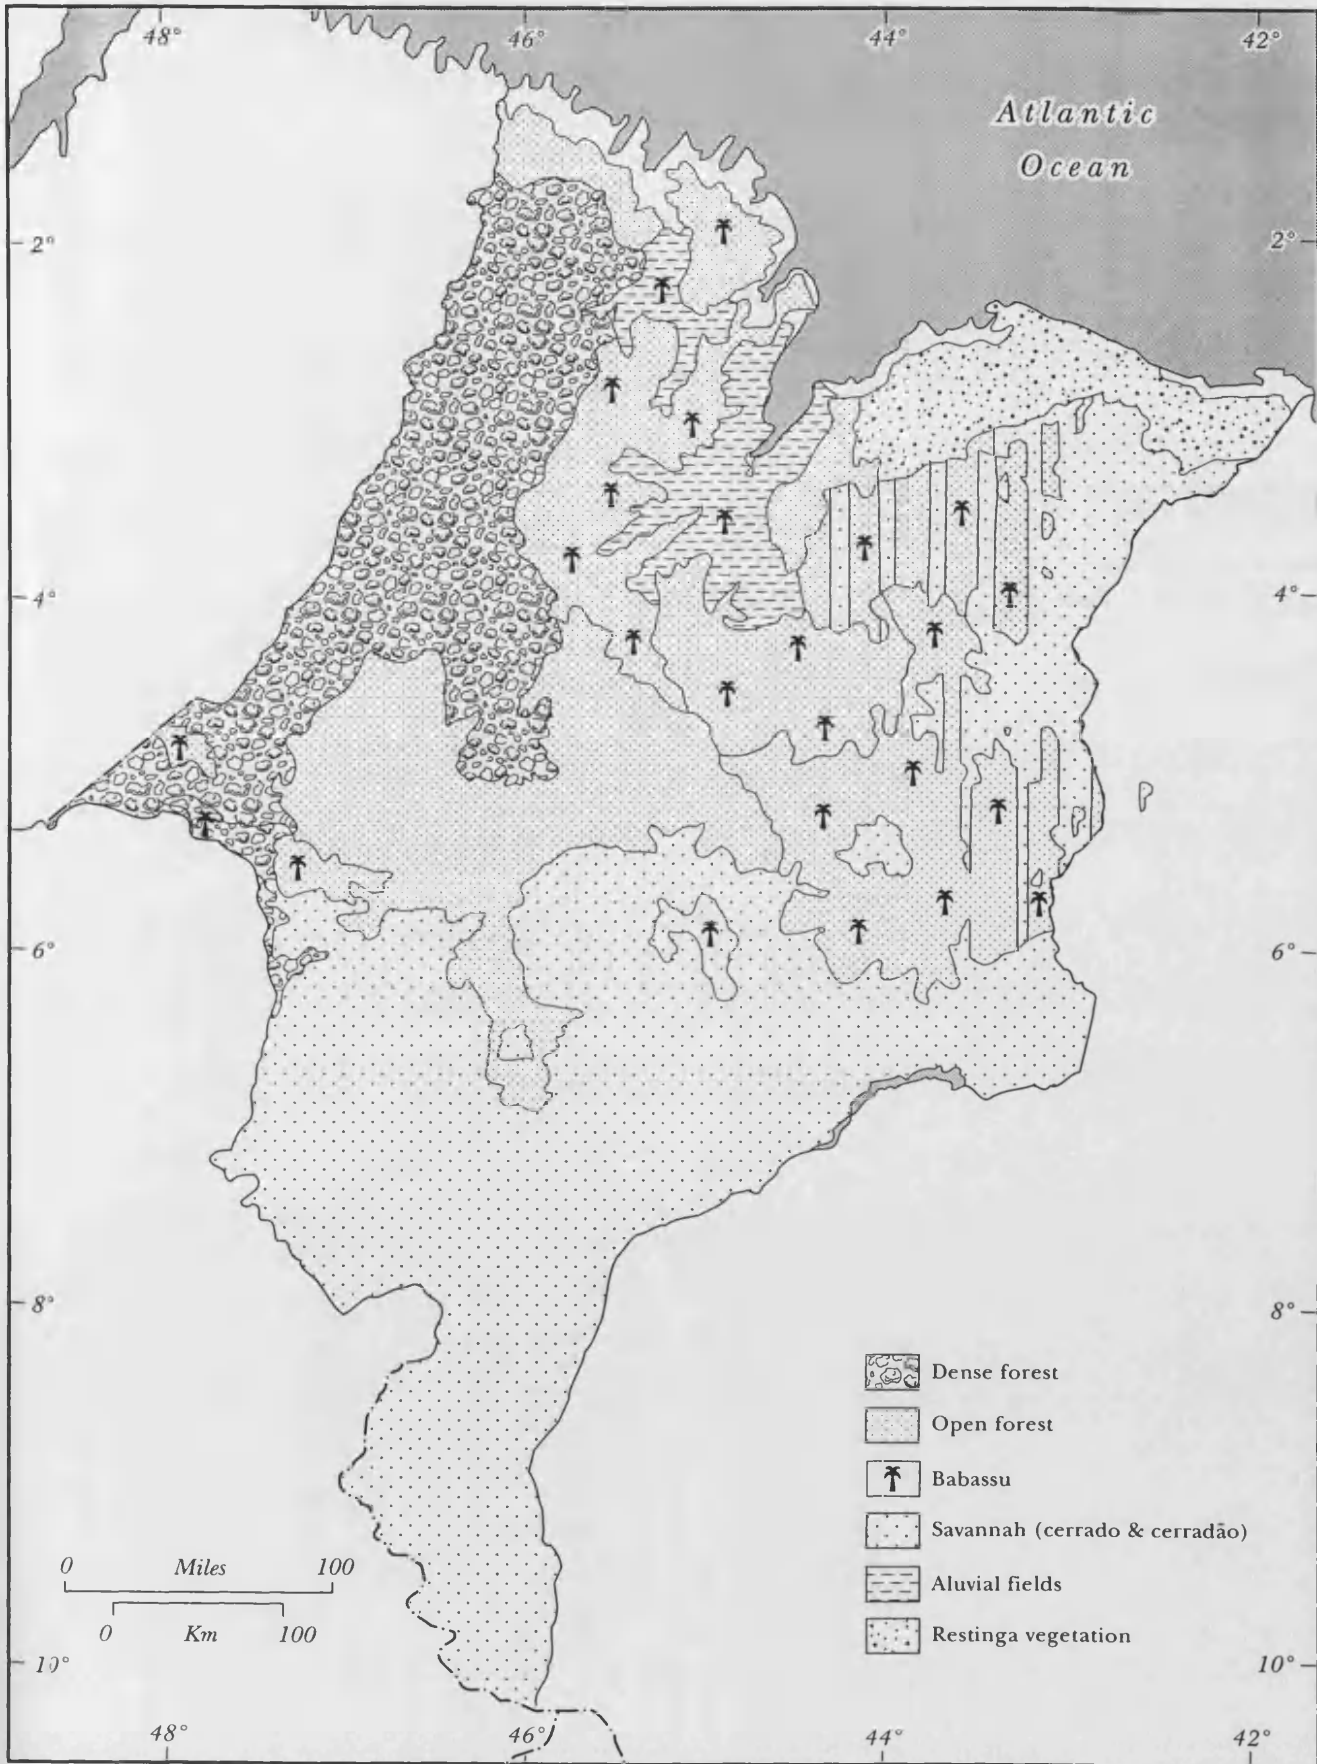 48° 46° 44° 42°
Atlantic
Ocean
2° 2°
4° 4°
6° 6°
8° 8°
Dense forest
Open forest
Babassu
Savannah (cerrado & cerradão)
Aluvial fields
Restinga vegetation
0 Miles 100
0 Km 100
10° 10°
48° 46° 44° 42°